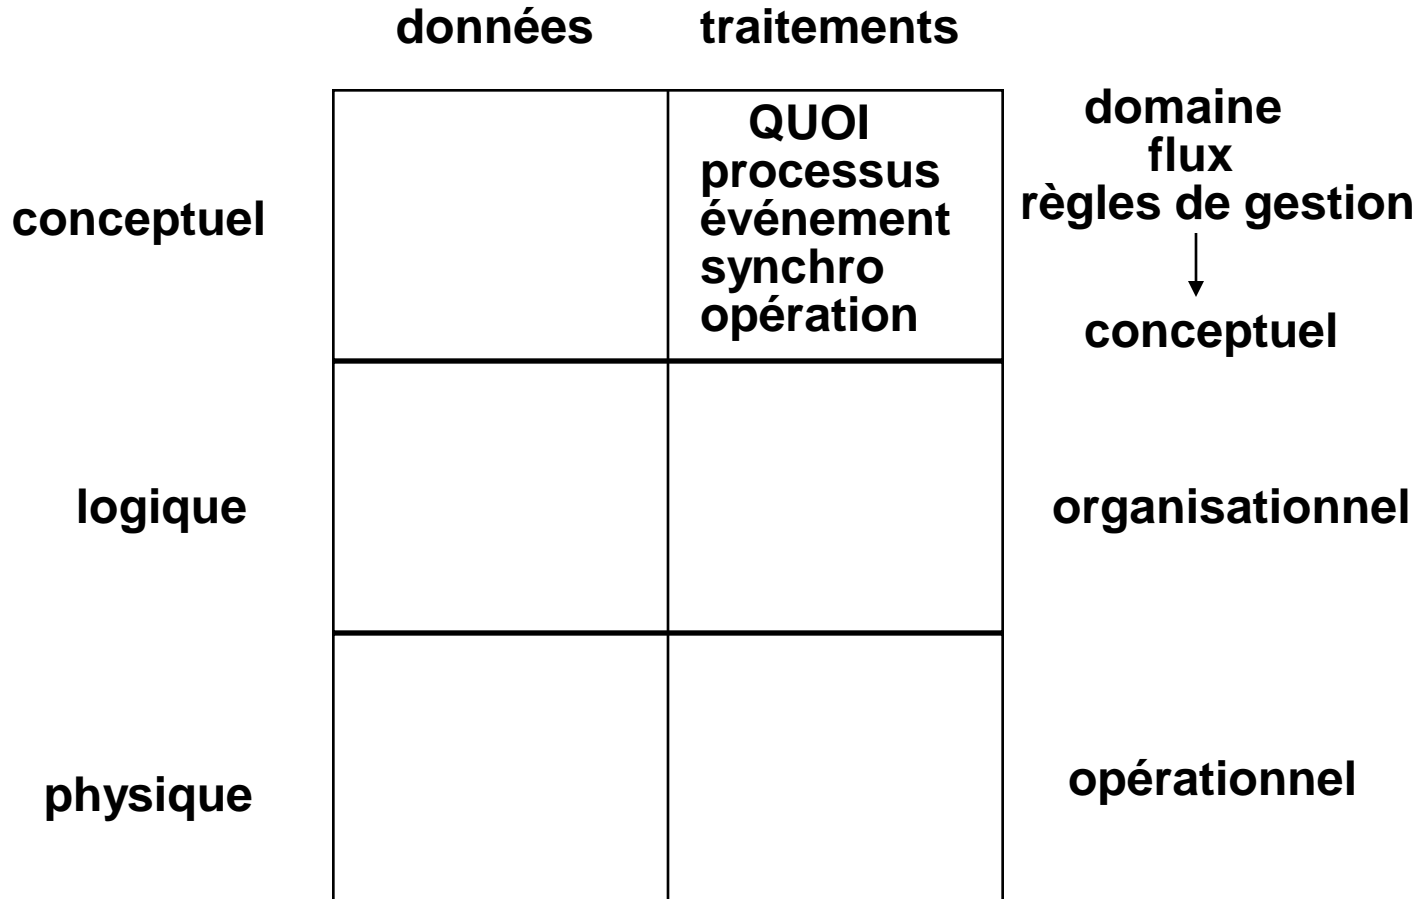 données traitements
QUOI
processus
événement
synchro
opération
domaine
flux
règles de gestion
conceptuel
conceptuel
logique
organisationnel
physique
opérationnel